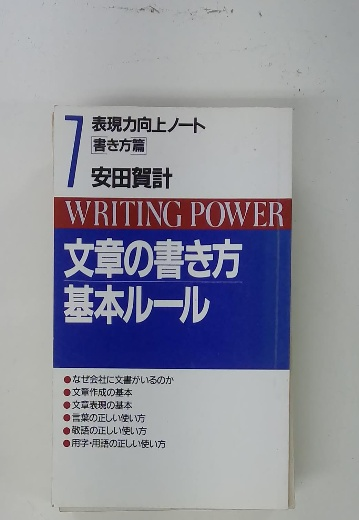 7
表現力向上ノート
書き方篇
安田賀計
WRITING POWER
文章の書き方
基本ルール
●なぜ会社に文書がいるのか
●文章作成の基本
●文章表現の基本
●言葉の正しい使い方
●敬語の正しい使い方
●用字・用語の正しい使い方